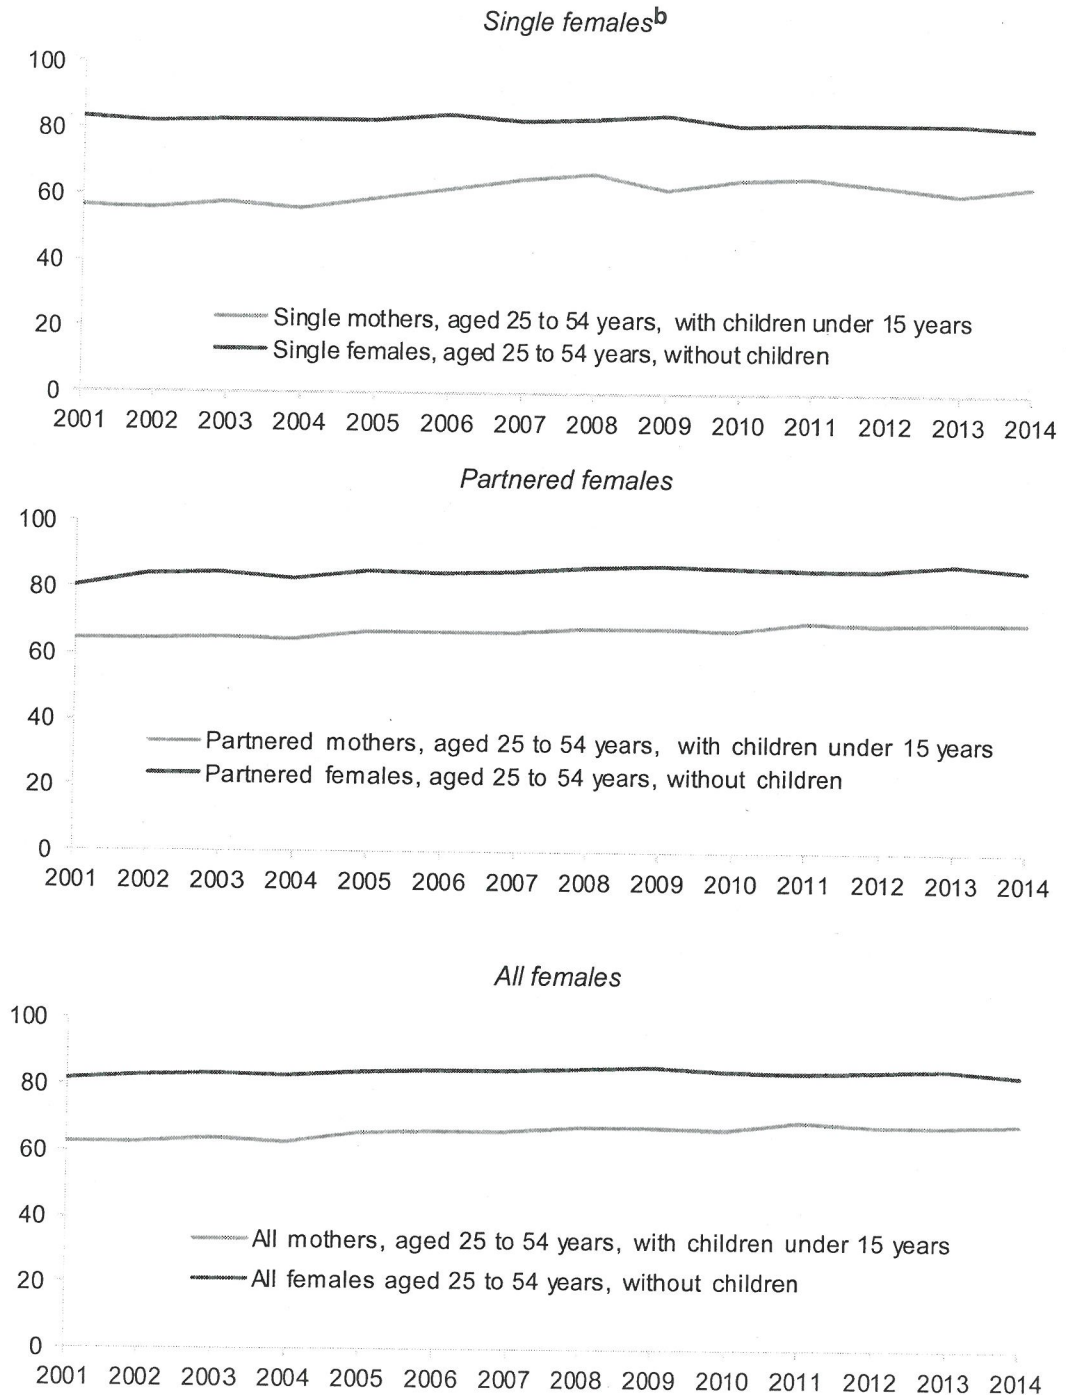 Single femalesb
100
80
60
40
20
0
Single mothers, aged 25 to 54 years, with children under 15 years
Single females, aged 25 to 54 years, without children
2001 2002 2003 2004 2005 2006 2007 2008 2009 2010 2011 2012 2013 2014
Partnered females
100
80
60
40
20
0
Partnered mothers, aged 25 to 54 years, with children under 15 years
Partnered females, aged 25 to 54 years, without children
2001 2002 2003 2004 2005 2006 2007 2008 2009 2010 2011 2012 2013 2014
All females
100
80
60
40
20
0
All mothers, aged 25 to 54 years, with children under 15 years
All females aged 25 to 54 years, without children
2001 2002 2003 2004 2005 2006 2007 2008 2009 2010 2011 2012 2013 2014